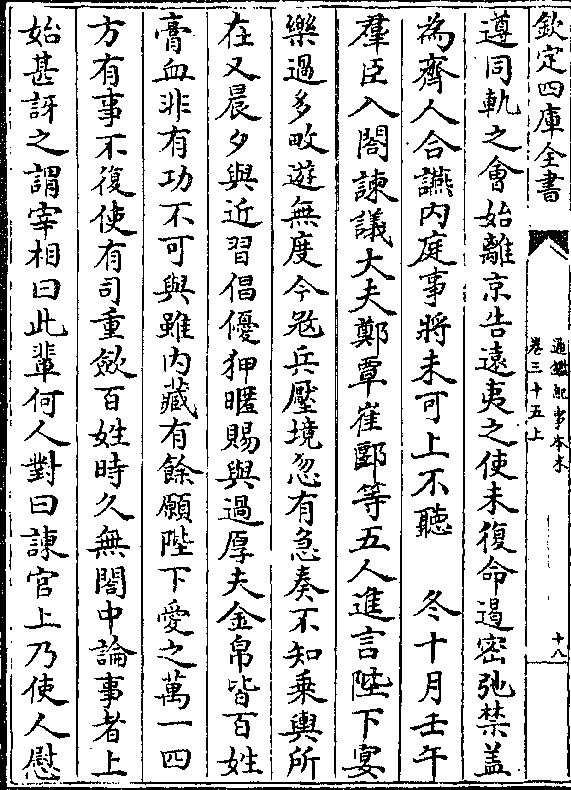 欽定四庫全書
通鑑紀事本末
卷三十五上
十八
遵同軌之會始離京告遠夷之使未復命遏密弛禁蓋
為齊人合讌内庭事將未可上不聽　冬十月壬午
羣臣入閤諫議大夫鄭覃崔郾等五人進言陛下宴
樂過多畋遊無度今宼兵壓境忽有急奏不知乗輿所
在又晨夕與近習倡優狎暱賜與過厚夫金帛皆百姓
膏血非有功不可與雖内藏有餘願陛下愛之萬一四
方有事不復使有司重斂百姓時久無閤中論事者上
始甚訝之謂宰相曰此輩何人對曰諫官上乃使人慰